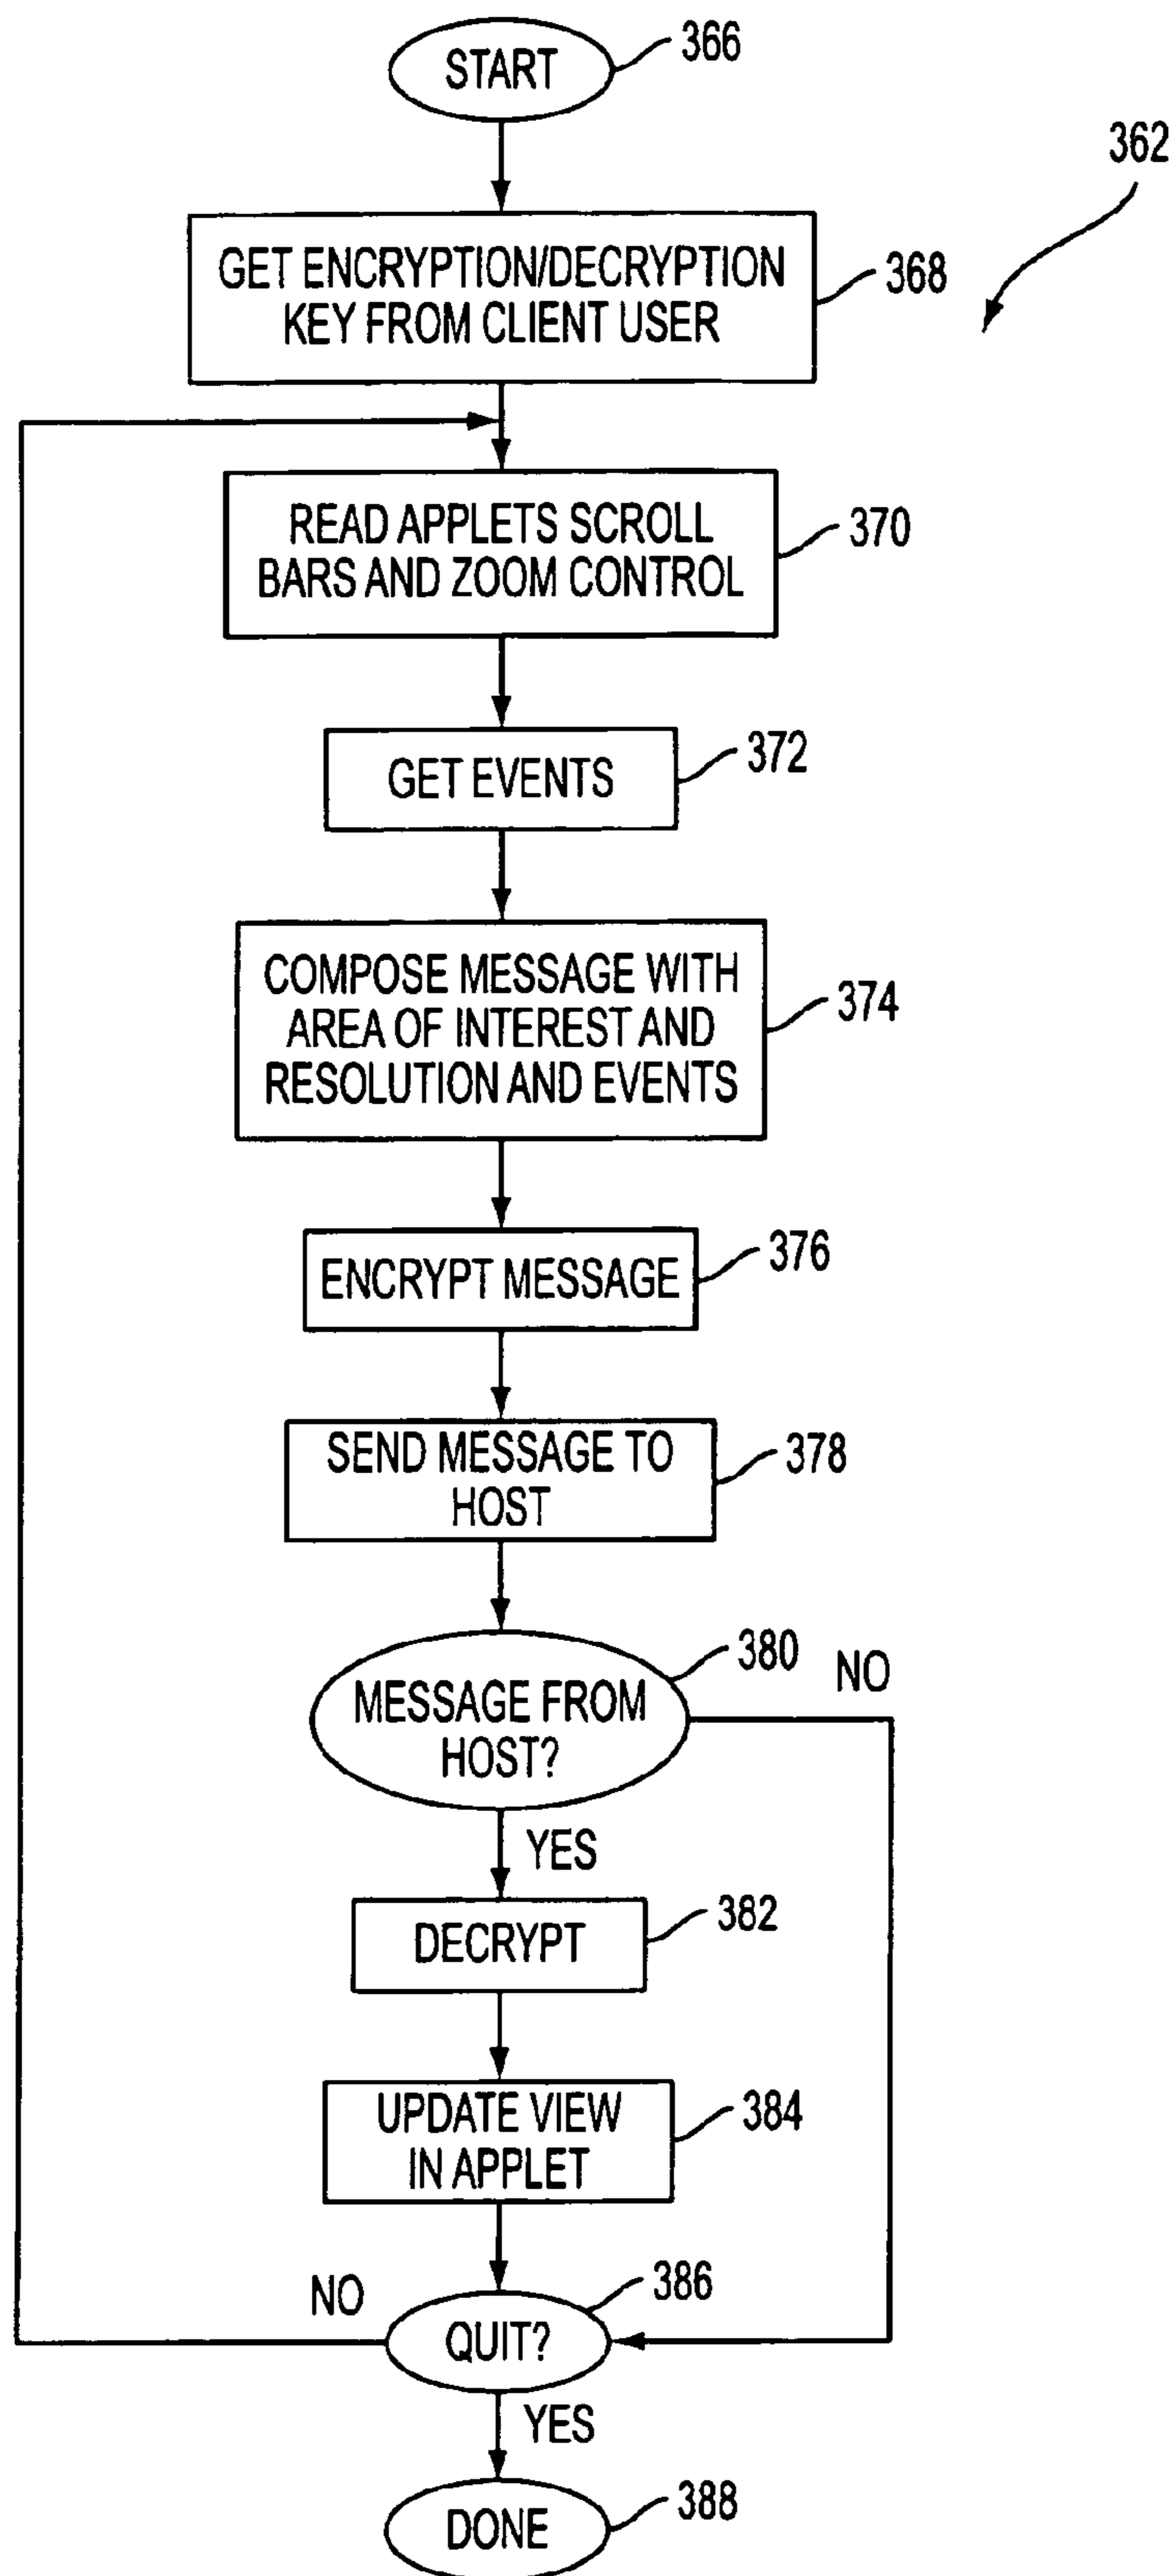 START
366
362
GET ENCRYPTION/DECRYPTION
KEY FROM CLIENT USER
368
READ APPLETS SCROLL
BARS AND ZOOM CONTROL
370
GET EVENTS
372
COMPOSE MESSAGE WITH
AREA OF INTEREST AND
RESOLUTION AND EVENTS
374
ENCRYPT MESSAGE
376
SEND MESSAGE TO
HOST
378
MESSAGE FROM
HOST?
380
NO
YES
DECRYPT
382
UPDATE VIEW
IN APPLET
384
NO
QUIT?
386
YES
DONE
388